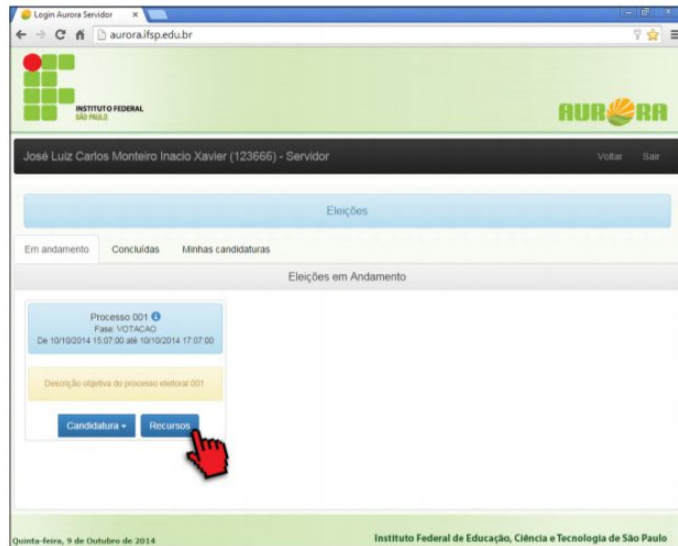 Login Aurora Servidor
aurora.ifsp.edu.br
INSTITUTO FEDERAL
SÃO PAULO
AURORA
José Luiz Carlos Monteiro Inacio Xavier (123666) - Servidor
Voltar
Sair
Eleições
Em andamento
Concluídas
Minhas candidaturas
Eleições em Andamento
Processo 001
Fase: VOTACAO
De 10/10/2014 15:07:00 até 10/10/2014 17:07:00
Descrição objetiva do processo eleitoral 001
Candidatura
Recursos
Quinta-feira, 9 de Outubro de 2014
Instituto Federal de Educação, Ciência e Tecnologia de São Paulo